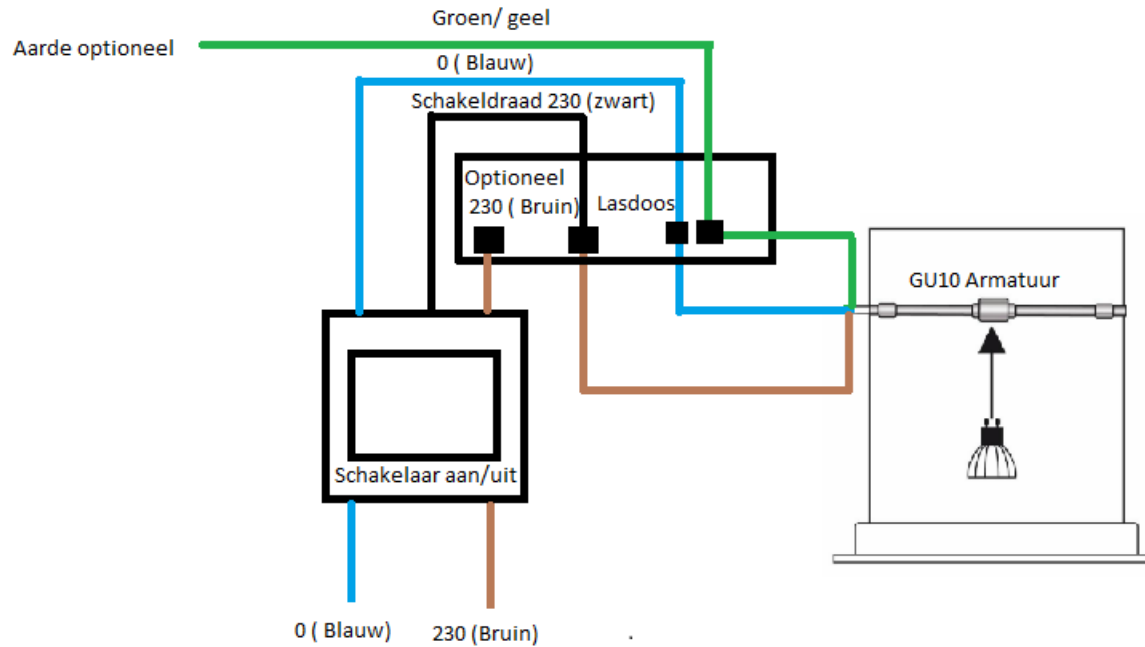 Groen/ geel
Aarde optioneel
0 ( Blauw)
Schakeldraad 230 (zwart)
Optioneel
230 ( Bruin)
Lasdoos
GU10 Armatuur
Schakelaar aan/uit
0 ( Blauw)
230 (Bruin)
.